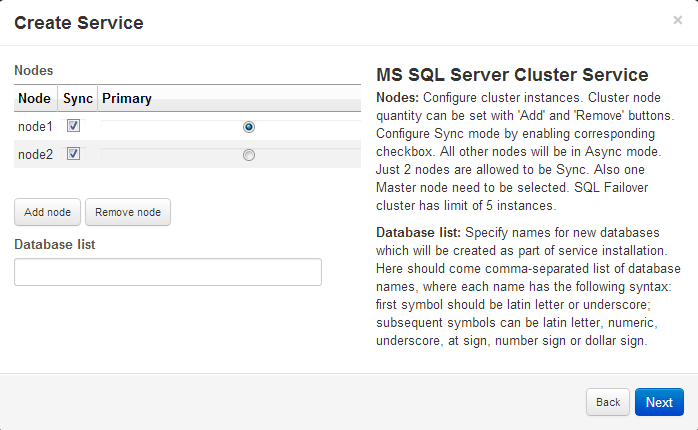 Create Service
×
Nodes
Node Sync Primary
node1
node2
Add node Remove node
Database list
MS SQL Server Cluster Service
Nodes: Configure cluster instances. Cluster node
quantity can be set with 'Add' and 'Remove' buttons.
Configure Sync mode by enabling corresponding
checkbox. All other nodes will be in Async mode.
Just 2 nodes are allowed to be Sync. Also one
Master node need to be selected. SQL Failover
cluster has limit of 5 instances.
Database list: Specify names for new databases
which will be created as part of service installation.
Here should come comma-separated list of database
names, where each name has the following syntax:
first symbol should be latin letter or underscore;
subsequent symbols can be latin letter, numeric,
underscore, at sign, number sign or dollar sign.
Back Next